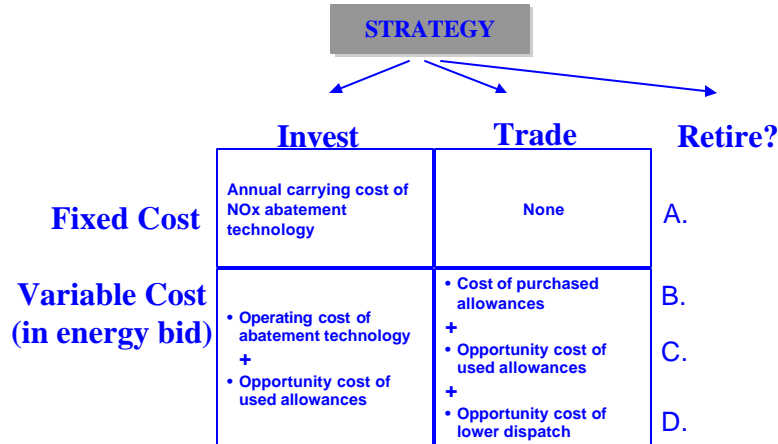 STRATEGY
Invest
Trade
Retire?
Fixed Cost
Annual carrying cost of
NOx abatement
technology
None
A.
Variable Cost
(in energy bid)
• Operating cost of
abatement technology
+
• Opportunity cost of
used allowances
• Cost of purchased
allowances
+
• Opportunity cost of
used allowances
+
• Opportunity cost of
lower dispatch
B.
C.
D.